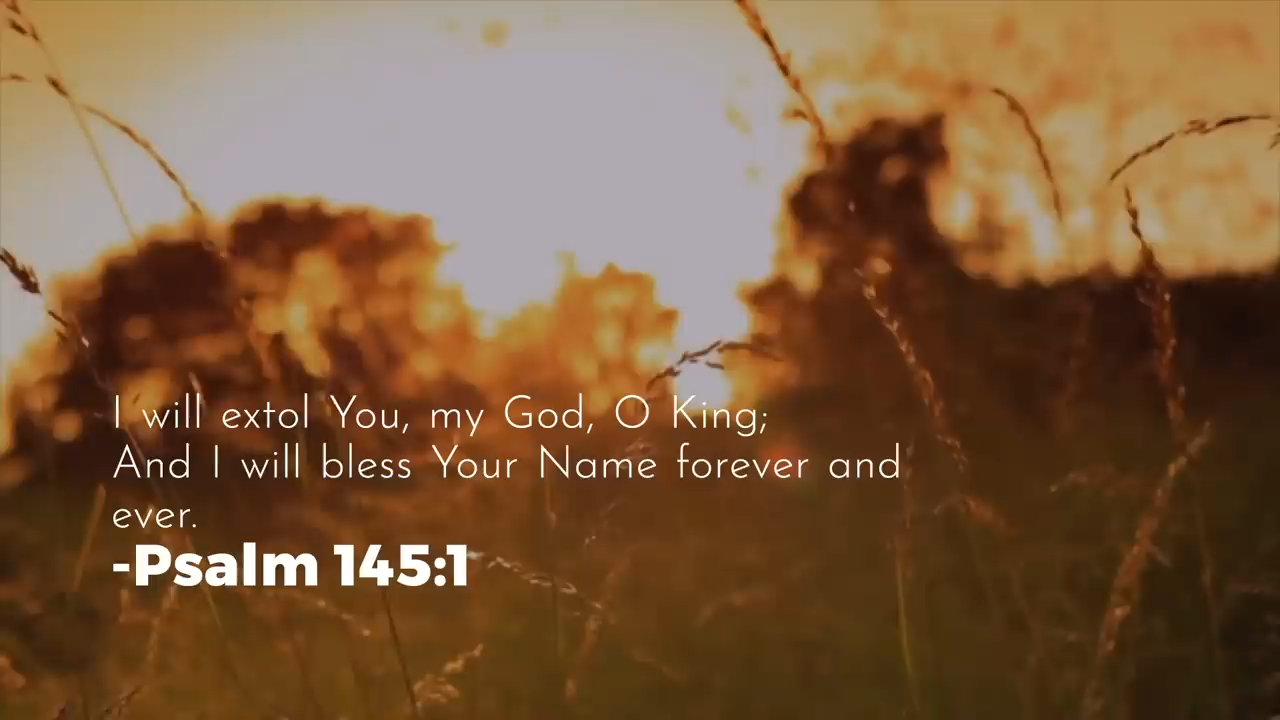 I will extol You, my God, O King;
And I will bless Your Name forever and
ever.
-Psalm 145:1